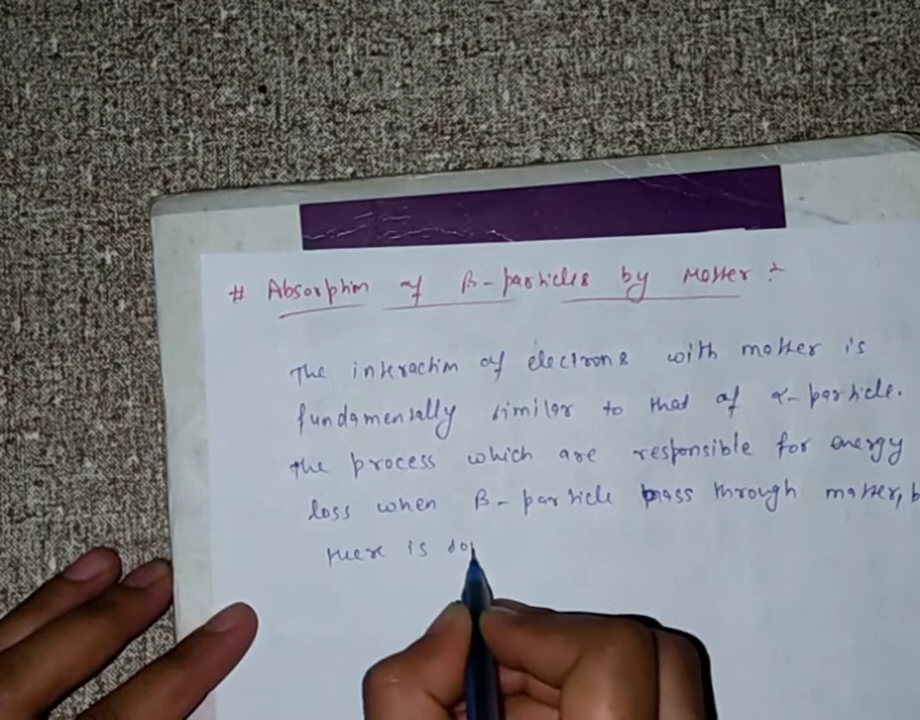 # Absorption of β-particles by Matter :
The interaction of electrons with matter is
fundamentally similar to that of α-particle.
The process which are responsible for energy
loss when β-particle pass through matter,
there is